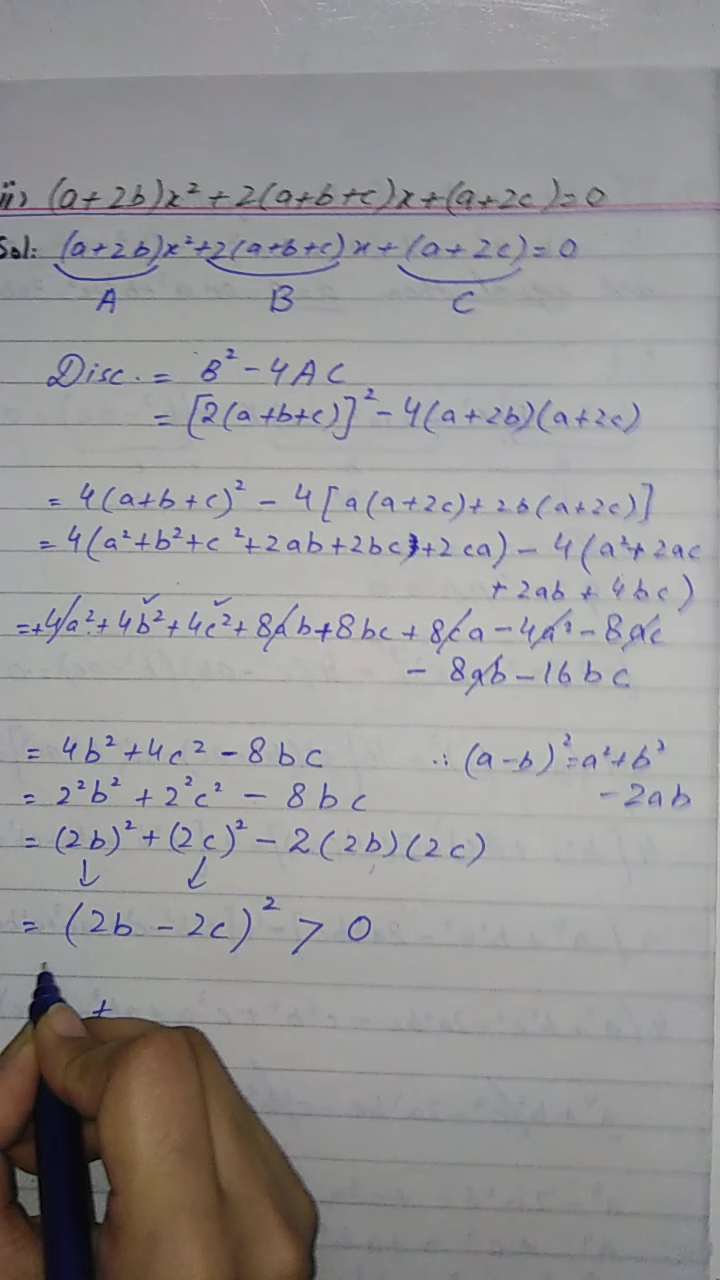 ii) (a+2b)x² + 2(a+b+c)x+(a+2c)=0
Sol: (a+2b)x²+2(a+b+c)x+(a+2c)=0
A B C
Disc. = B² - 4AC
= [2(a+b+c)]² - 4(a+2b)(a+2c)
= 4(a+b+c)² - 4[a(a+2c)+2b(a+2c)]
= 4(a²+b²+c²+2ab+2bc+2ca) - 4(a²+2ac
+2ab+4bc)
=+4a²+4b²+4c²+8ab+8bc+8ca-4a²-8ac
- 8ab-16bc
= 4b²+4c²-8bc ∴ (a-b)²=a²+b²
= 2²b² + 2²c² - 8bc -2ab
= (2b)²+(2c)² - 2(2b)(2c)
↓ ↓
= (2b - 2c)² > 0
+